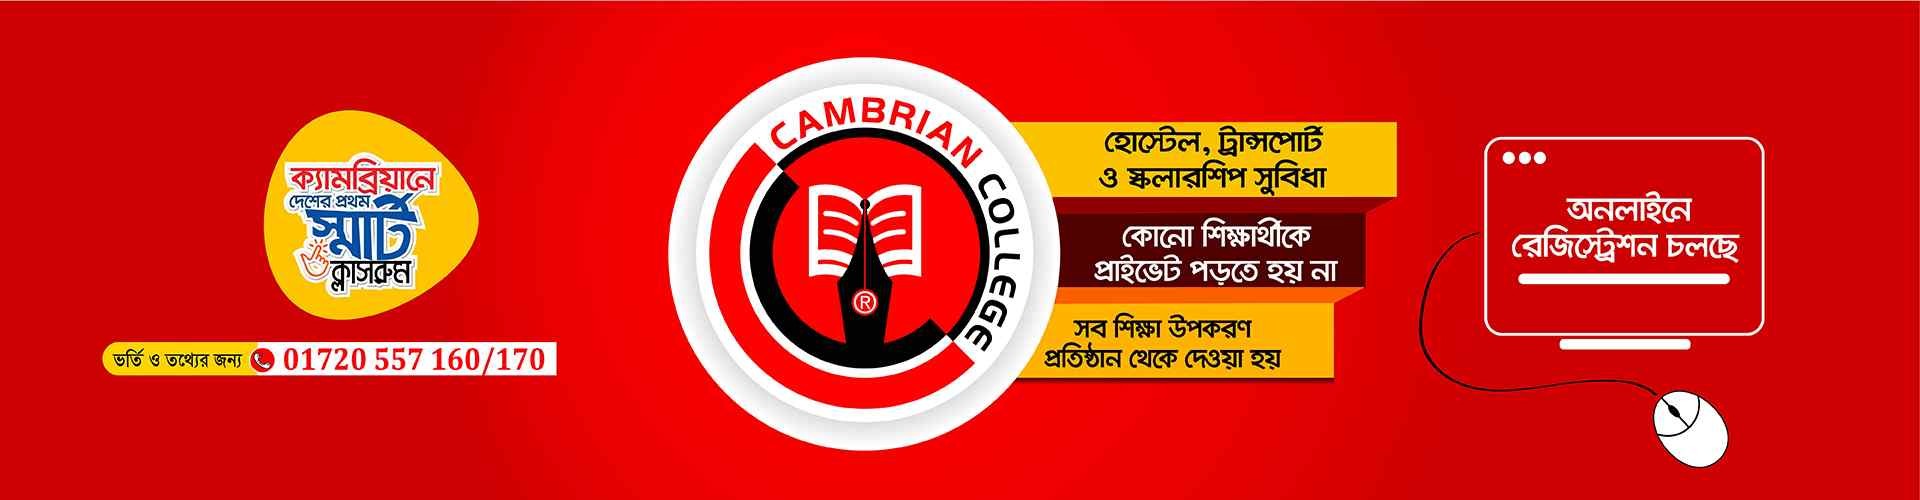 ক্যামব্রিয়ানে
দেশের প্রথম
স্মার্ট
ক্লাসরুম
ভর্তি ও তথ্যের জন্য 01720 557 160/170
CAMBRIAN COLLEGE
®
হোস্টেল, ট্রান্সপোর্ট
ও স্কলারশিপ সুবিধা
কোনো শিক্ষার্থীকে
প্রাইভেট পড়তে হয় না
সব শিক্ষা উপকরণ
প্রতিষ্ঠান থেকে দেওয়া হয়
অনলাইনে
রেজিস্ট্রেশন চলছে